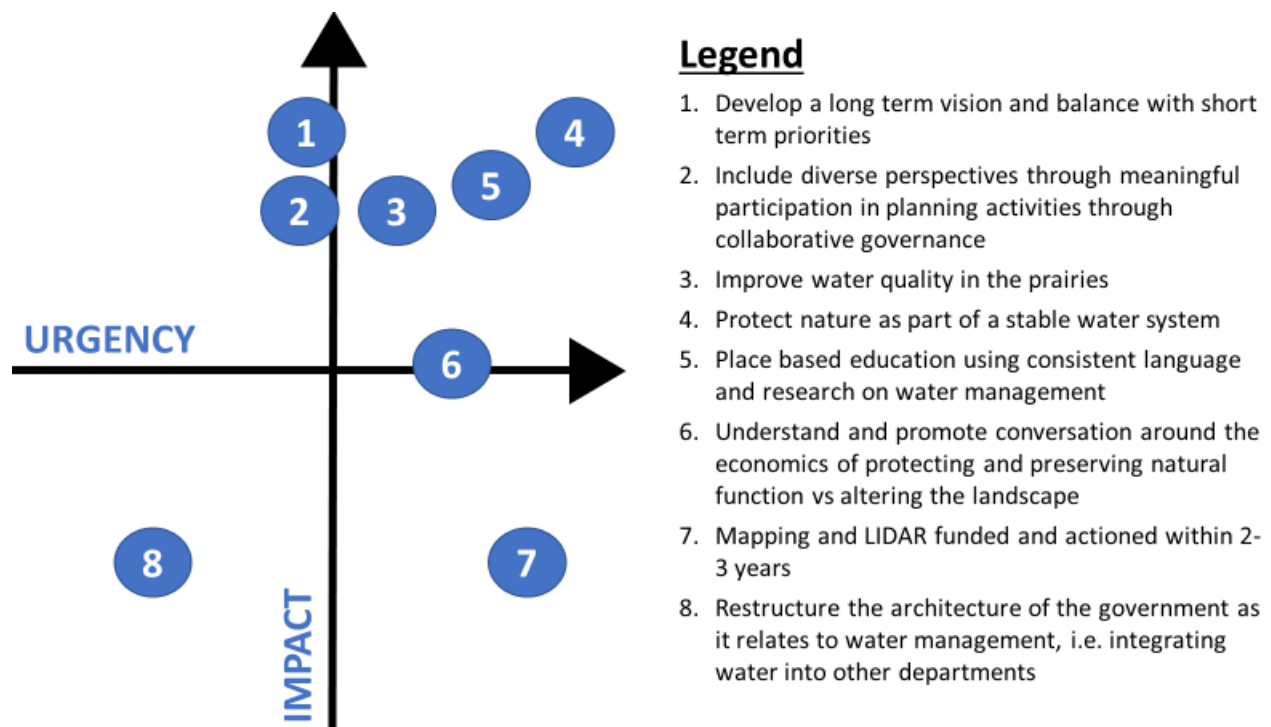 1
4
5
2
3
URGENCY
6
8
7
IMPACT
Legend
1. Develop a long term vision and balance with short
term priorities
2. Include diverse perspectives through meaningful
participation in planning activities through
collaborative governance
3. Improve water quality in the prairies
4. Protect nature as part of a stable water system
5. Place based education using consistent language
and research on water management
6. Understand and promote conversation around the
economics of protecting and preserving natural
function vs altering the landscape
7. Mapping and LIDAR funded and actioned within 2-
3 years
8. Restructure the architecture of the government as
it relates to water management, i.e. integrating
water into other departments